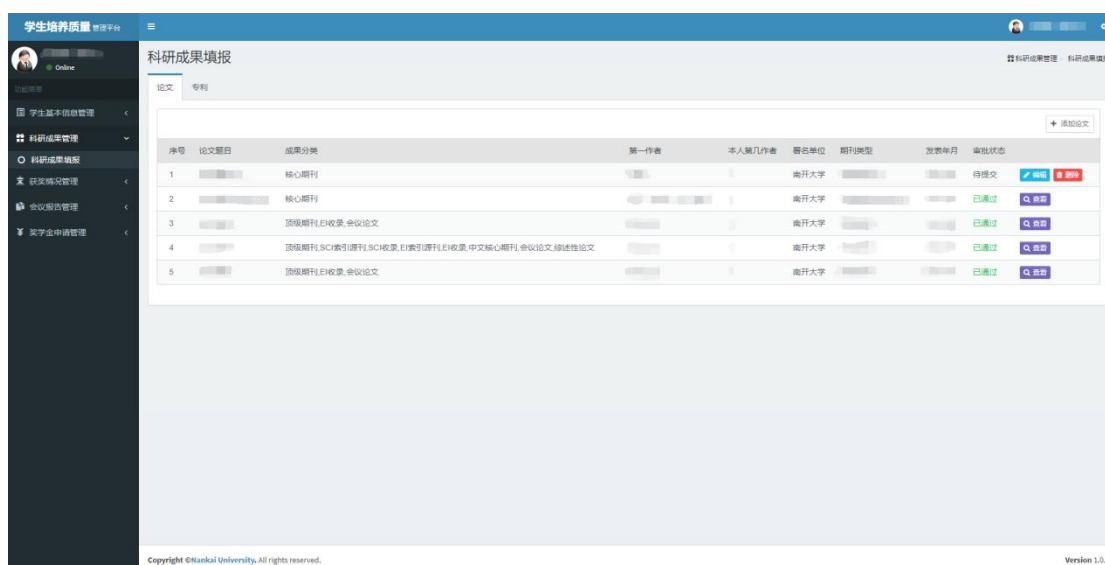 学生培养质量 管理平台
科研成果填报
科研成果管理 > 科研成果填报
Online
功能菜单
论文 专利
学生基本信息管理
添加论文
科研成果管理
序号 论文题目 成果分类 第一作者 本人第几作者 署名单位 期刊类型 发表年月 审批状态
科研成果填报
1 核心期刊 南开大学 待提交 编辑 删除
获奖情况管理
2 核心期刊 南开大学 已通过 查看
会议报告管理
3 顶级期刊,EI收录,会议论文 南开大学 已通过 查看
奖学金申请管理
4 顶级期刊,SCI索引源刊,SCI收录,EI索引源刊,EI收录,中文核心期刊,会议论文,综述性论文 南开大学 已通过 查看
5 顶级期刊,EI收录,会议论文 南开大学 已通过 查看
Copyright ©Nankai University. All rights reserved.
Version 1.0.